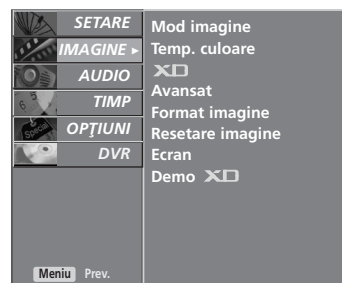 SETARE
IMAGINE ►
AUDIO
TIMP
OPŢIUNI
DVR
Mod imagine
Temp. culoare
XD
Avansat
Format imagine
Resetare imagine
Ecran
Demo XD
Meniu Prev.